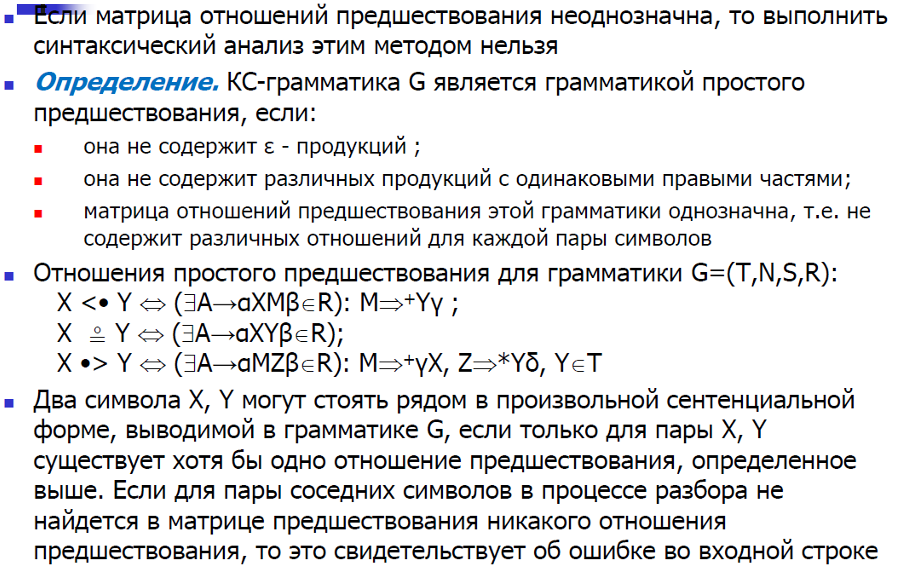 ▪ Если матрица отношений предшествования неоднозначна, то выполнить
синтаксический анализ этим методом нельзя
▪ Определение. КС-грамматика G является грамматикой простого
предшествования, если:
▪ она не содержит ε - продукций ;
▪ она не содержит различных продукций с одинаковыми правыми частями;
▪ матрица отношений предшествования этой грамматики однозначна, т.е. не
содержит различных отношений для каждой пары символов
▪ Отношения простого предшествования для грамматики G=(T,N,S,R):
X <• Y ⇔ (∃A→αXMβ∈R): M⇒⁺Yγ ;
X ≗ Y ⇔ (∃A→αXYβ∈R);
X •> Y ⇔ (∃A→αMZβ∈R): M⇒⁺γX, Z⇒*Yδ, Y∈T
▪ Два символа X, Y могут стоять рядом в произвольной сентенциальной
форме, выводимой в грамматике G, если только для пары X, Y
существует хотя бы одно отношение предшествования, определенное
выше. Если для пары соседних символов в процессе разбора не
найдется в матрице предшествования никакого отношения
предшествования, то это свидетельствует об ошибке во входной строке